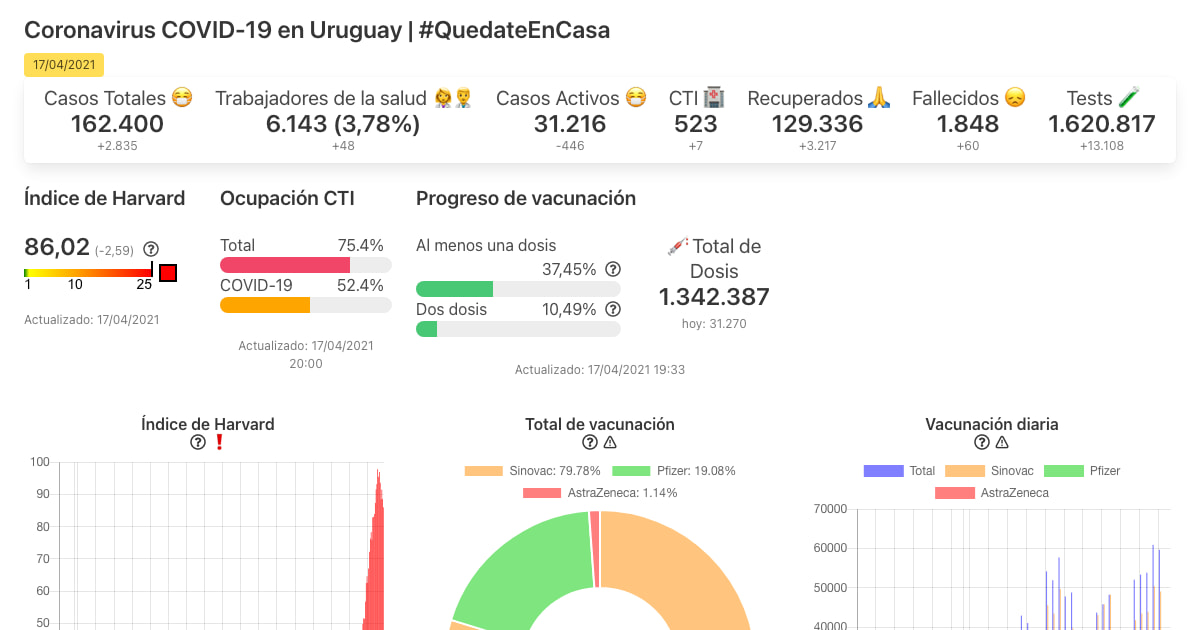 Coronavirus COVID-19 en Uruguay | #QuedateEnCasa
17/04/2021
Casos Totales 😷
162.400
+2.835
Trabajadores de la salud 👩‍⚕️👨‍⚕️
6.143 (3,78%)
+48
Casos Activos 😷
31.216
-446
CTI 🏥
523
+7
Recuperados 🙏
129.336
+3.217
Fallecidos 😞
1.848
+60
Tests 🧪
1.620.817
+13.108
Índice de Harvard
86,02 (-2,59)
1 10 25
Actualizado: 17/04/2021
Ocupación CTI
Total 75.4%
COVID-19 52.4%
Actualizado: 17/04/2021
20:00
Progreso de vacunación
Al menos una dosis
37,45%
Dos dosis 10,49%
💉 Total de
Dosis
1.342.387
hoy: 31.270
Actualizado: 17/04/2021 19:33
Índice de Harvard
❗
100
90
80
70
60
50
Total de vacunación
Sinovac: 79.78% Pfizer: 19.08%
AstraZeneca: 1.14%
Vacunación diaria
Total Sinovac Pfizer
AstraZeneca
70000
60000
50000
40000